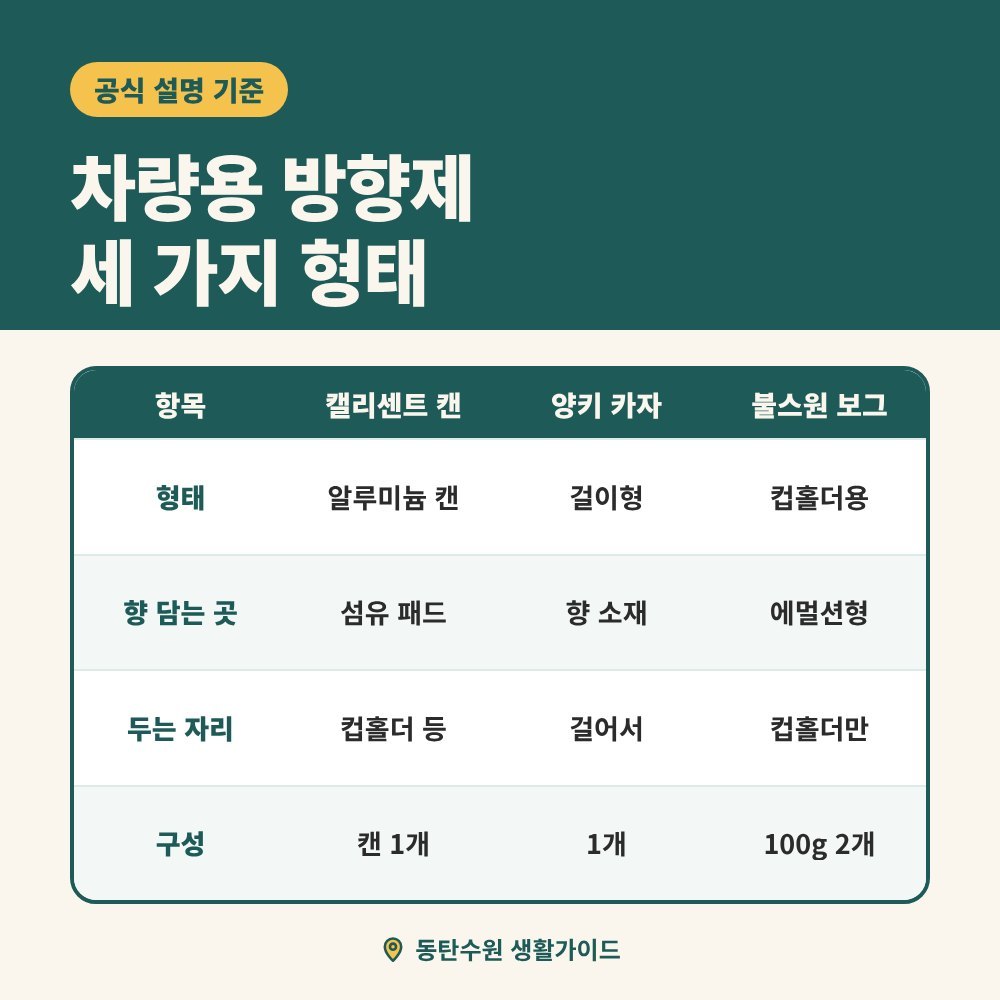 공식 설명 기준
차량용 방향제
세 가지 형태
항목 캘리센트 캔 양키 카자 불스원 보그
형태 알루미늄 캔 걸이형 컵홀더용
향 담는 곳 섬유 패드 향 소재 에멀션형
두는 자리 컵홀더 등 걸어서 컵홀더만
구성 캔 1개 1개 100g 2개
동탄수원 생활가이드